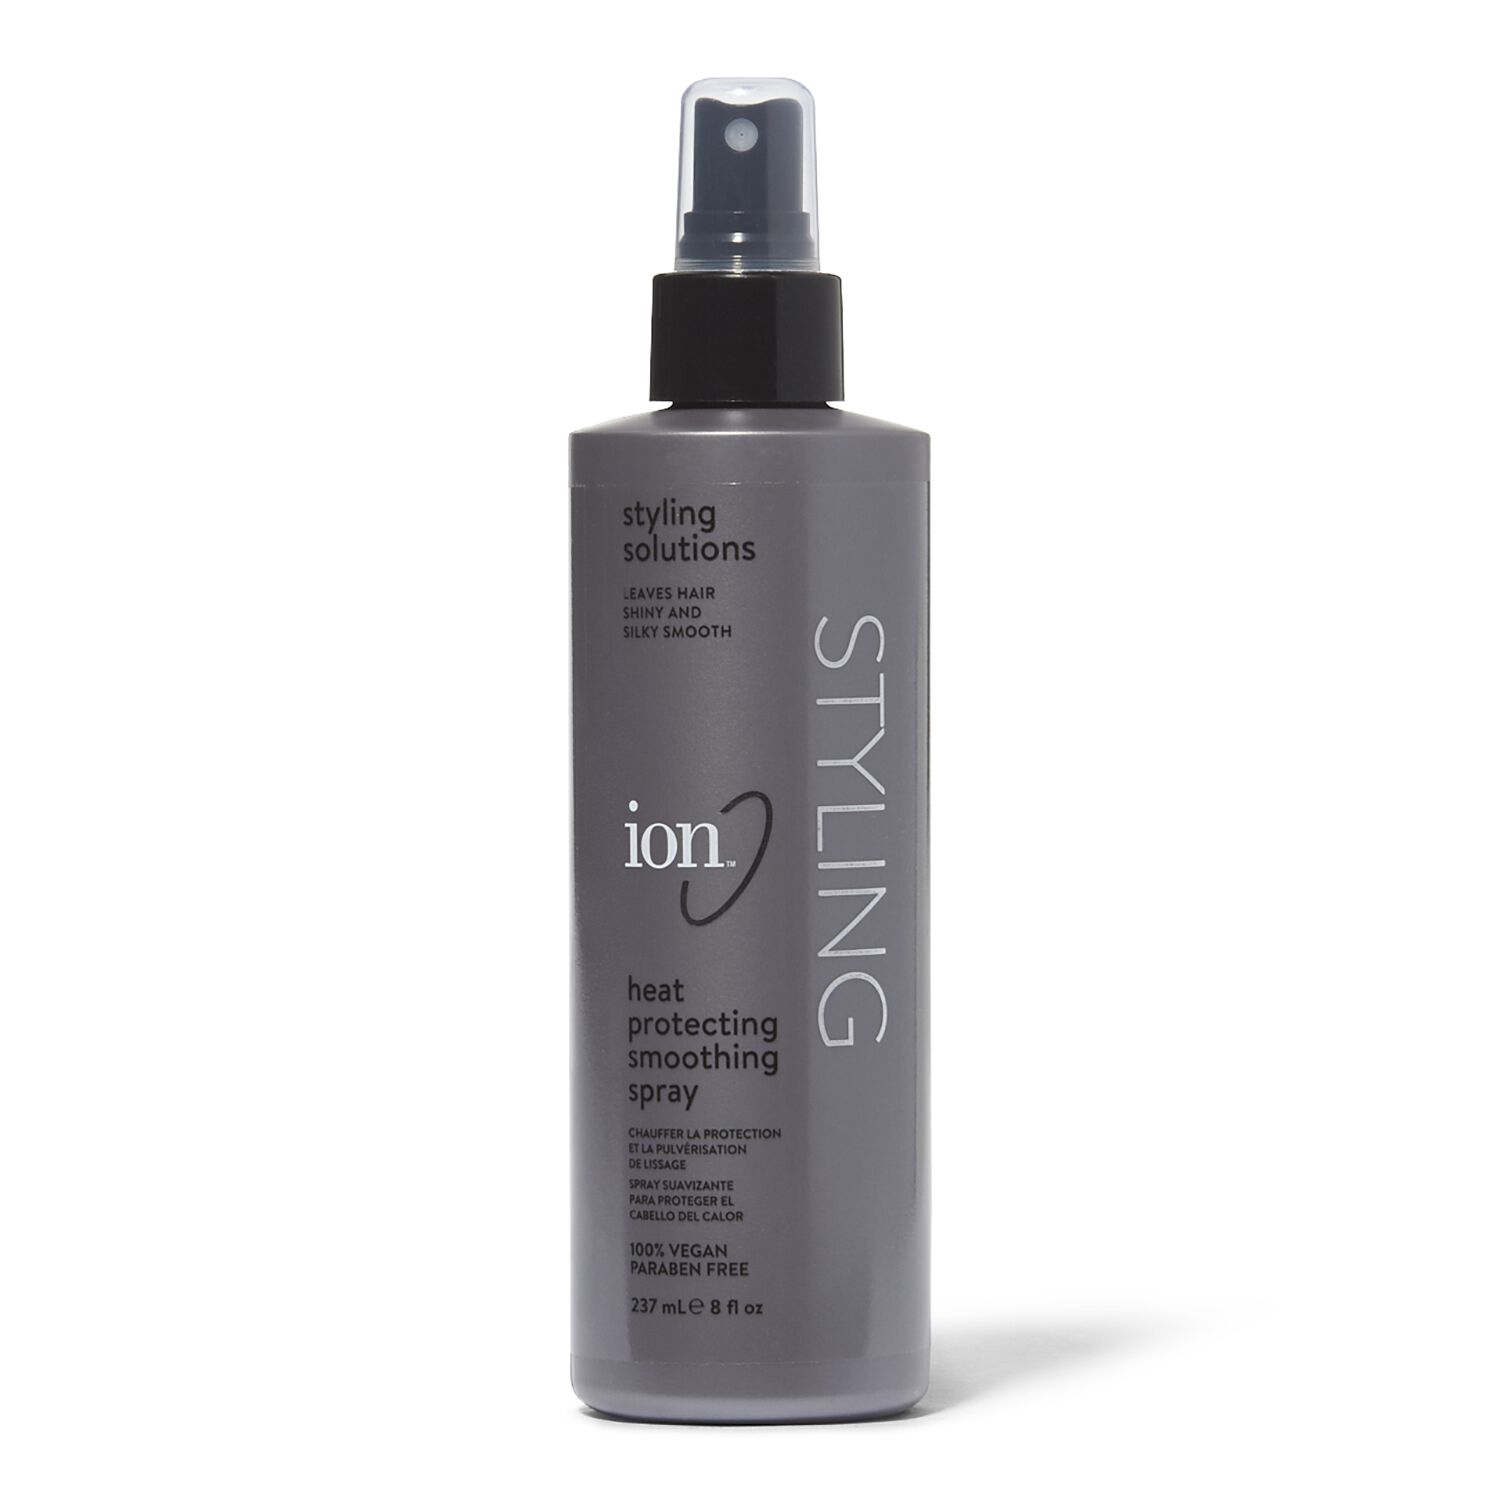 styling
solutions
LEAVES HAIR
SHINY AND
SILKY SMOOTH
STYLING
ion™
heat
protecting
smoothing
spray
CHAUFFER LA PROTECTION
ET LA PULVÉRISATION
DE LISSAGE
SPRAY SUAVIZANTE
PARA PROTEGER EL
CABELLO DEL CALOR
100% VEGAN
PARABEN FREE
237 mL℮ 8 fl oz